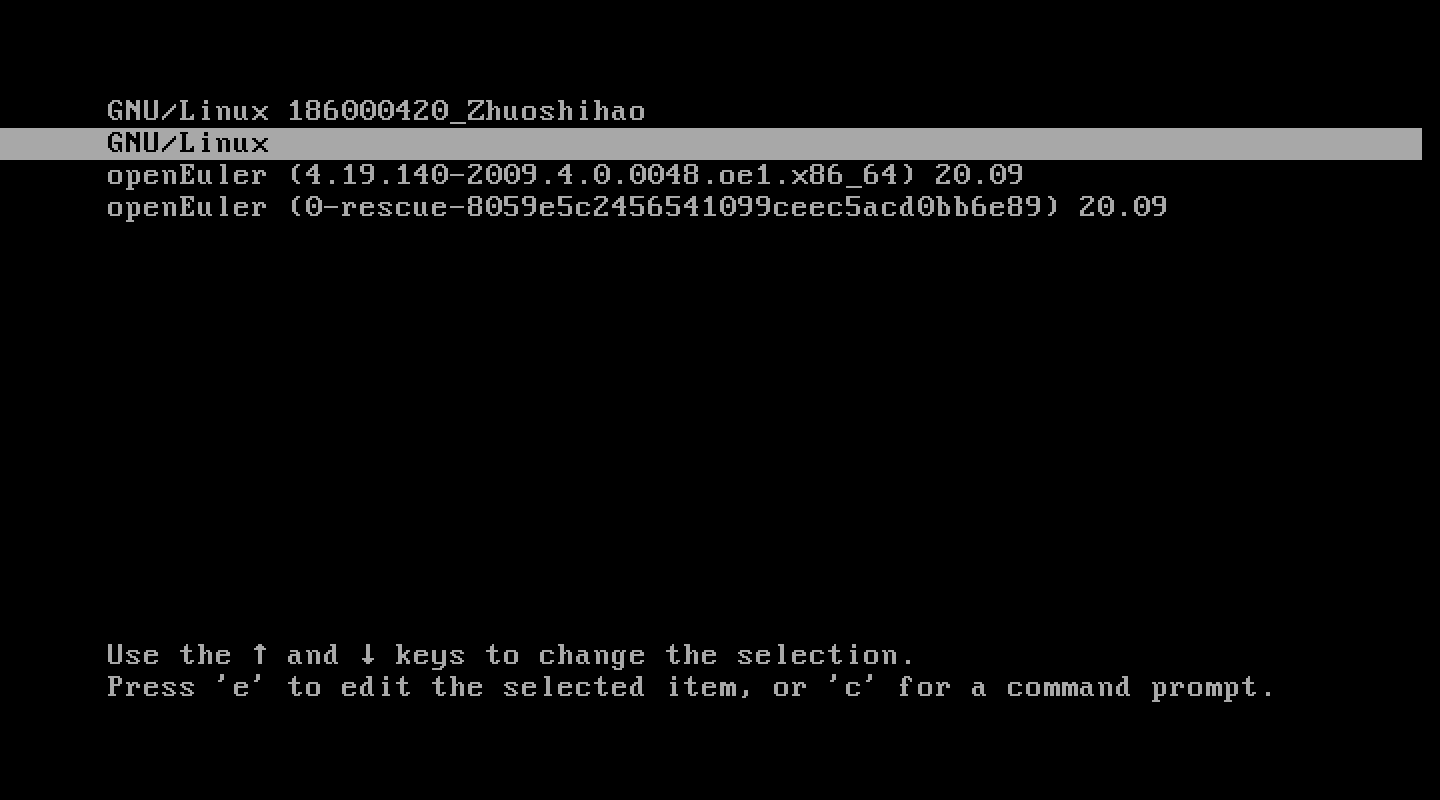 GNU/Linux 186000420_Zhuoshihao
GNU/Linux
openEuler (4.19.140-2009.4.0.0048.oe1.x86_64) 20.09
openEuler (0-rescue-8059e5c2456541099ceec5acd0bb6e89) 20.09
Use the ↑ and ↓ keys to change the selection.
Press 'e' to edit the selected item, or 'c' for a command prompt.